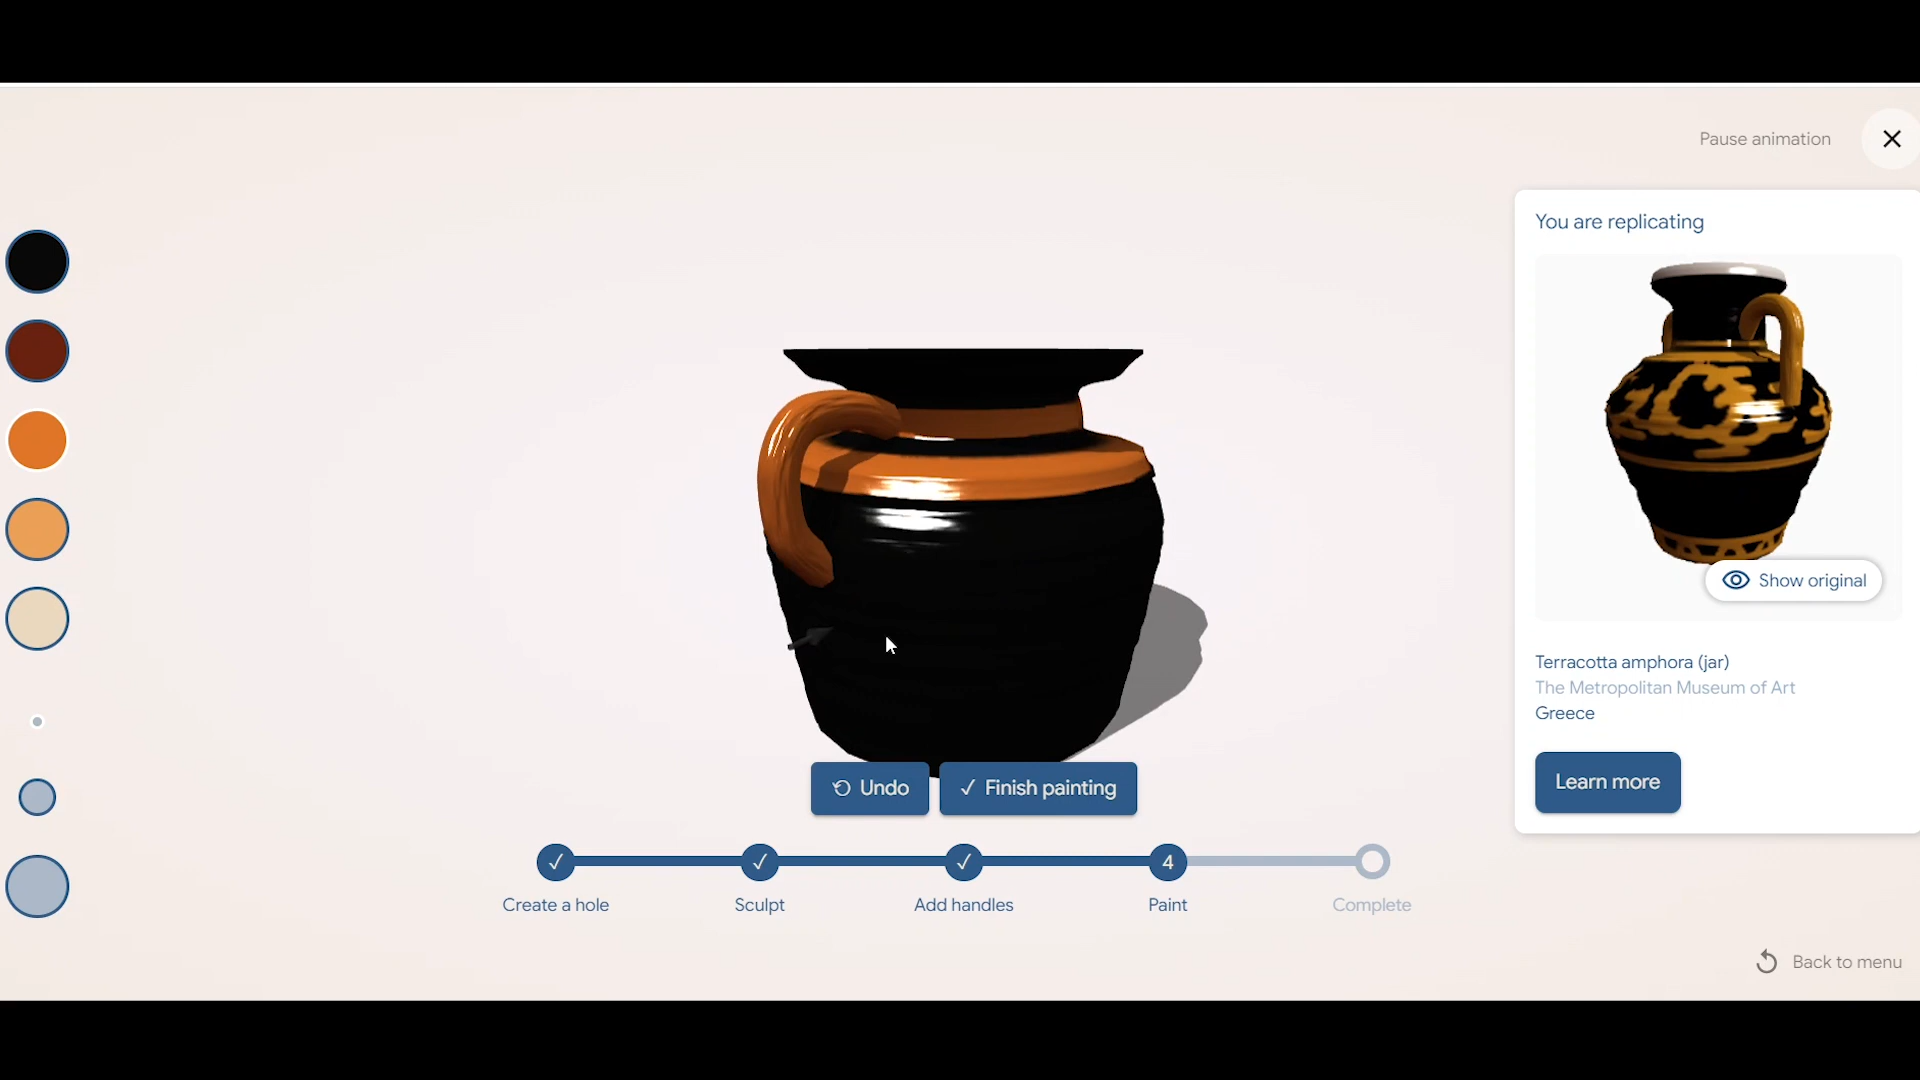 Pause animation
You are replicating
Show original
Terracotta amphora (jar)
The Metropolitan Museum of Art
Greece
Learn more
Undo
Finish painting
4
Create a hole
Sculpt
Add handles
Paint
Complete
Back to menu